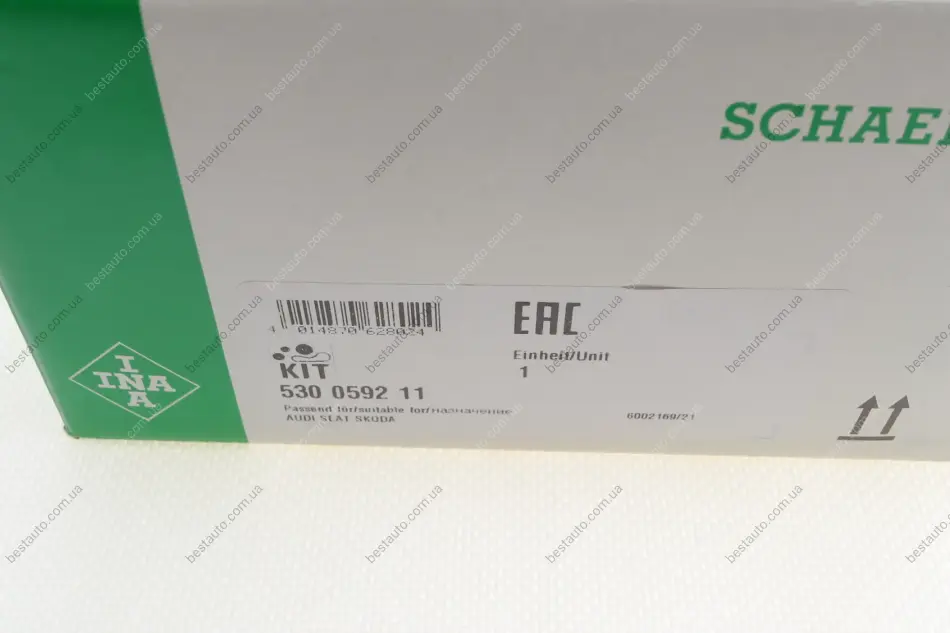 SCHAE
4 014870 628024
EAC
KIT
Einheit/Unit
1
530 0592 11
Passend für/suitable for/назначение
AUDI SEAT SKODA
6002169/21
I
INA
A
bestauto.com.ua